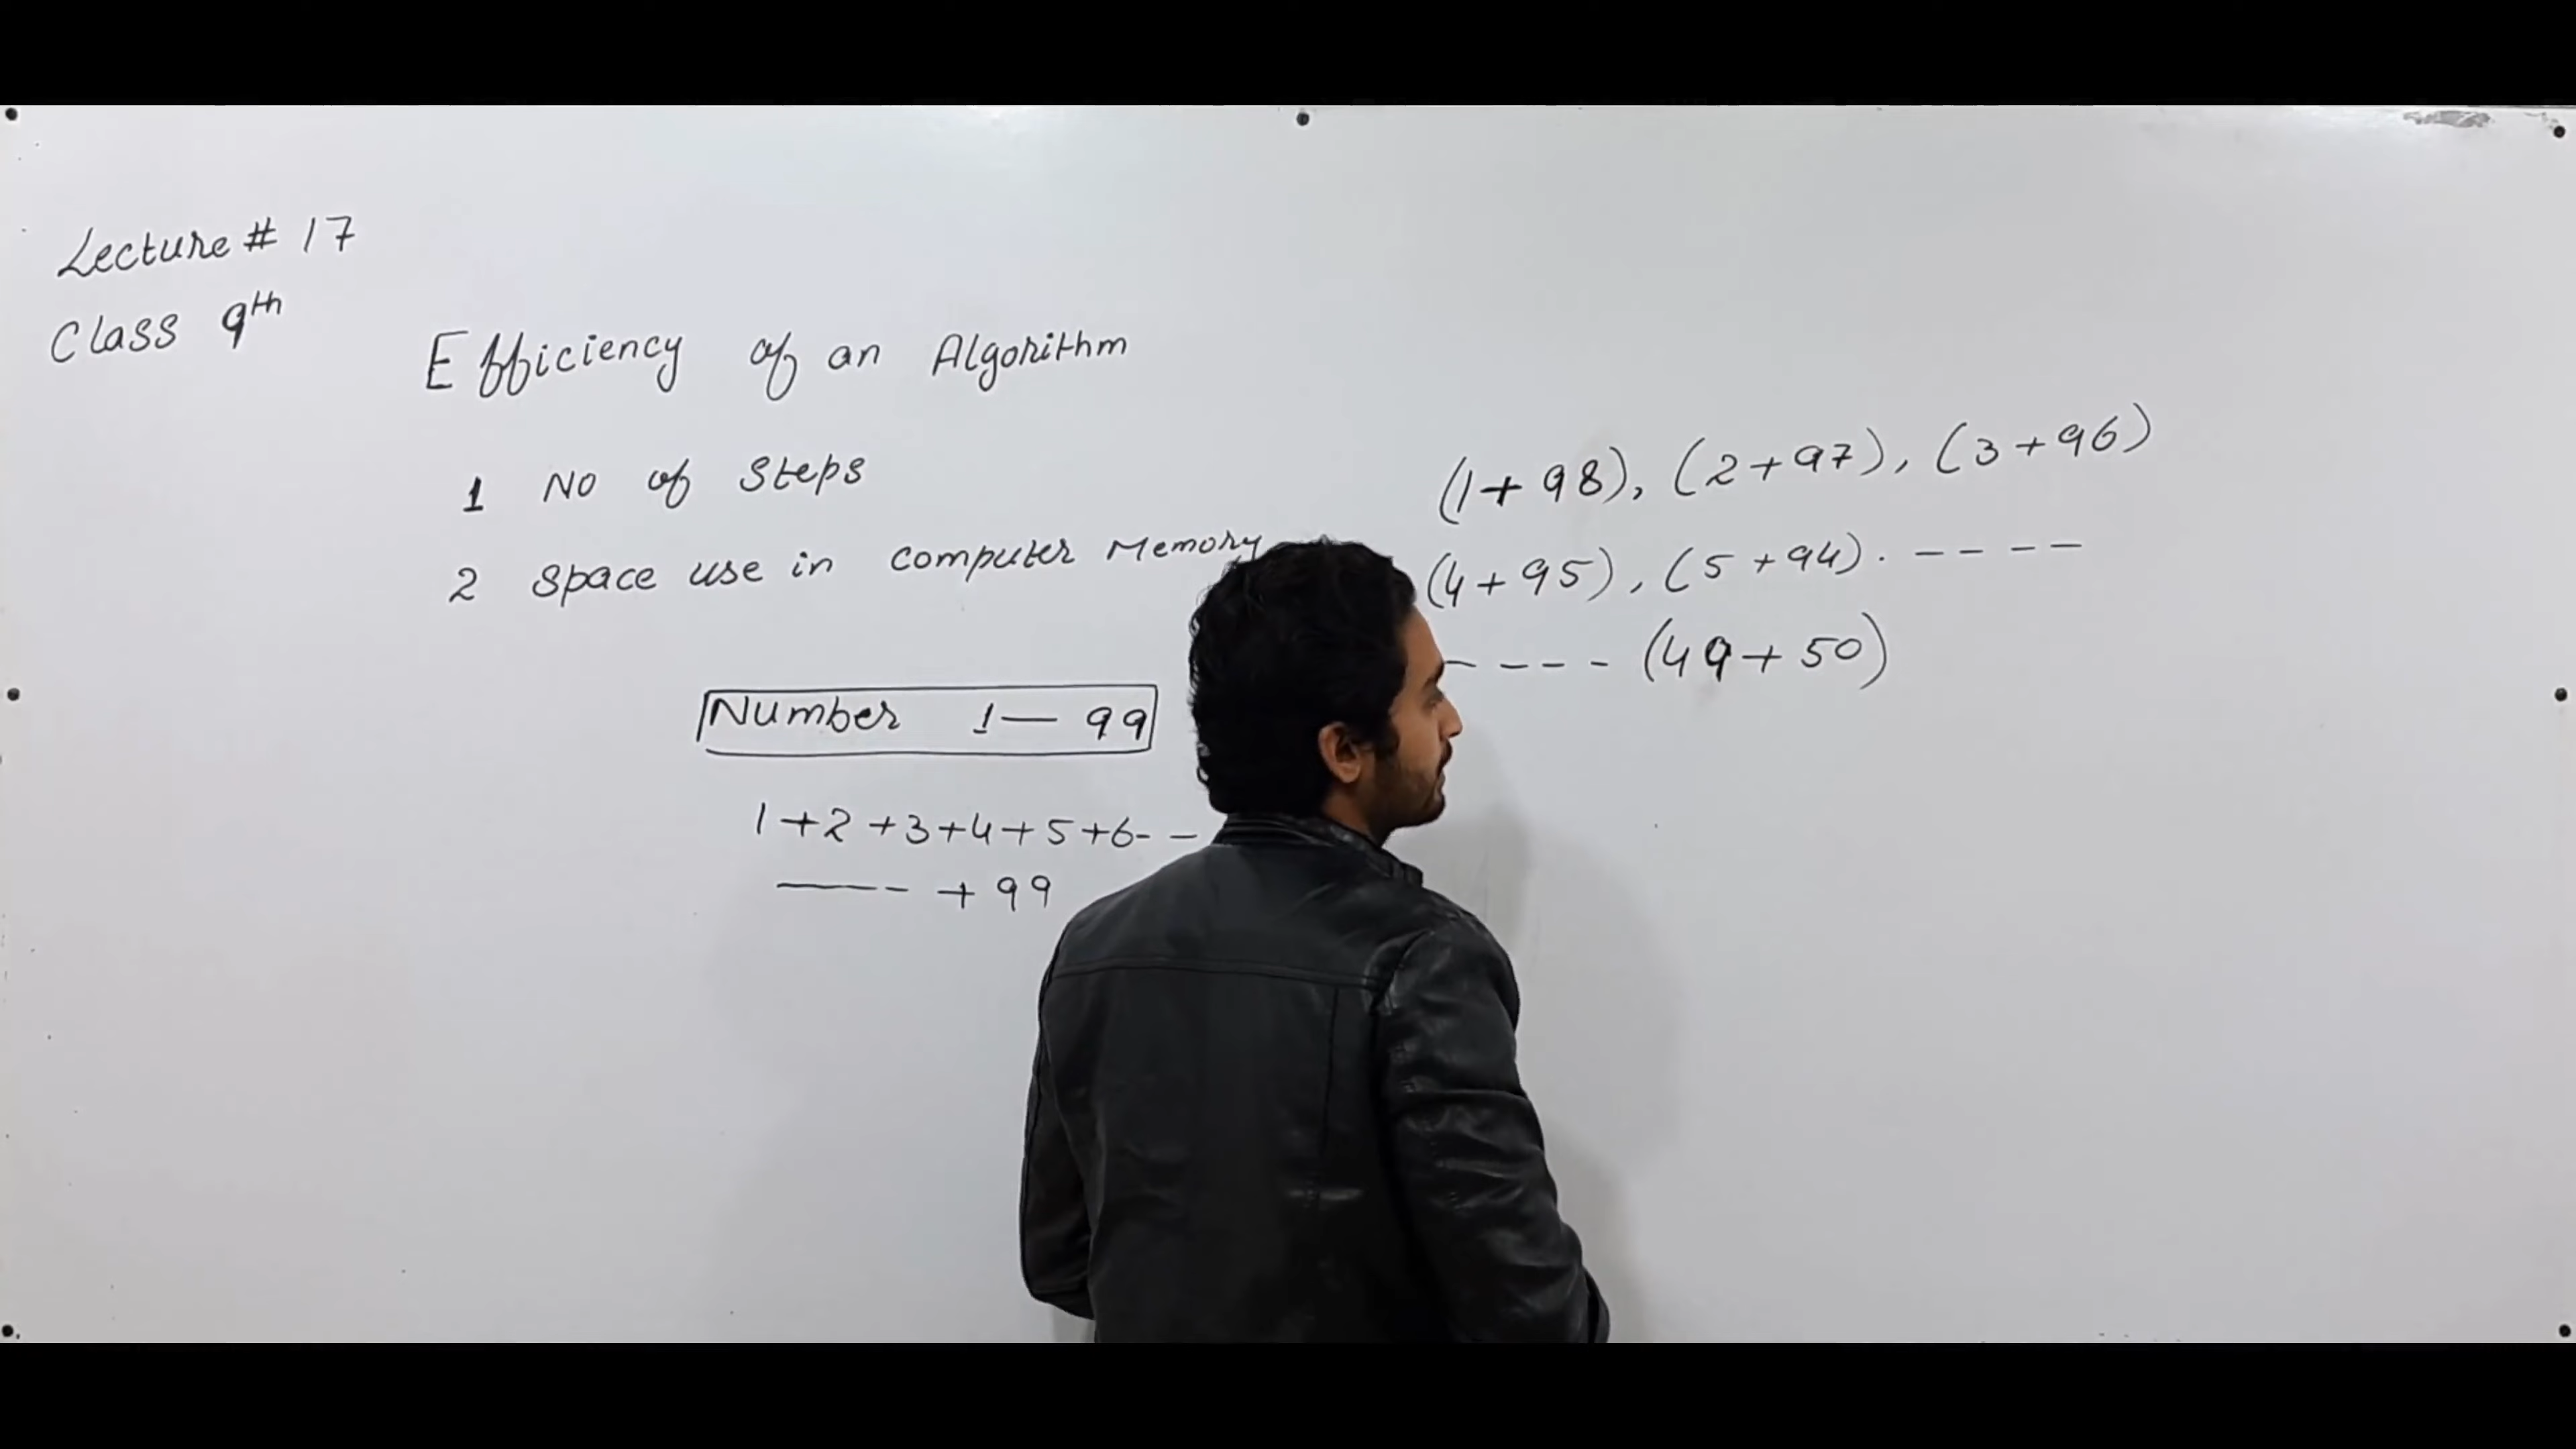 Lecture # 17
Class 9th
Efficiency of an Algorithm
1 No of Steps
2 Space use in computer Memory
Number 1— 99
1 +2 +3+4+5+6- -
——-- + 99
(1+ 98), (2+97), (3+96)
(4+95), (5+94). ----
---- (49+50)